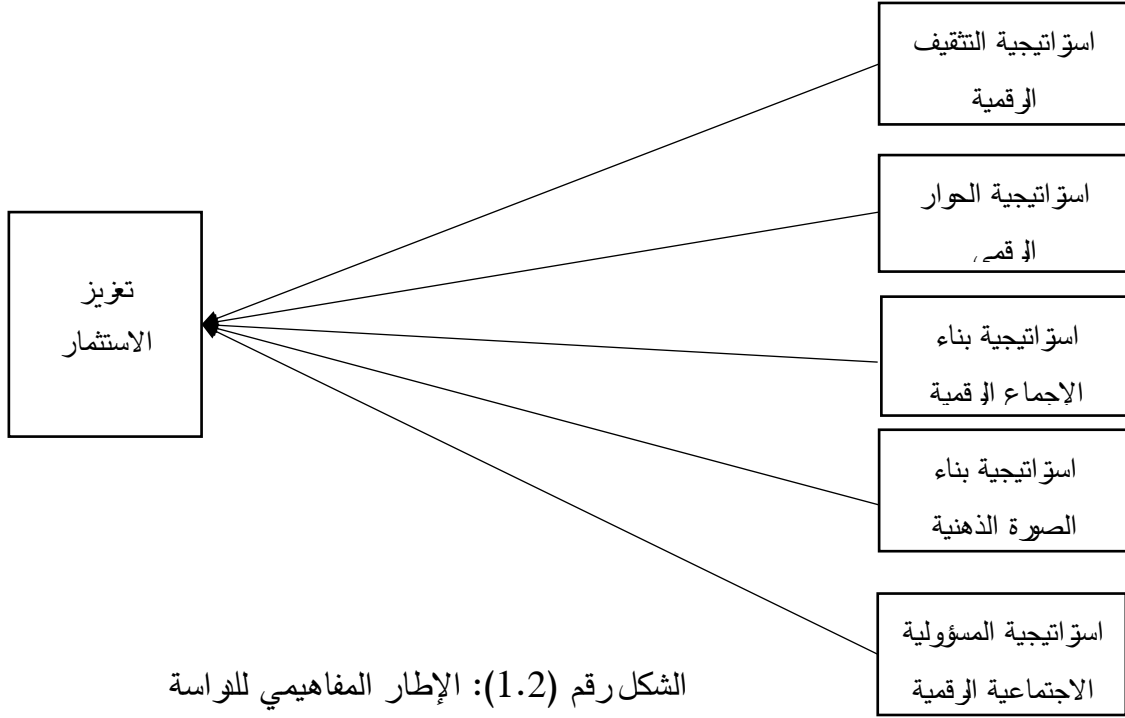 استراتيجية التثقيف
الرقمية
استراتيجية الحوار
الرقمي
تعزيز
الاستثمار
استراتيجية بناء
الإجماع الرقمية
استراتيجية بناء
الصورة الذهنية
استراتيجية المسؤولية
الاجتماعية الرقمية
الشكل رقم (1.2): الإطار المفاهيمي للدراسة